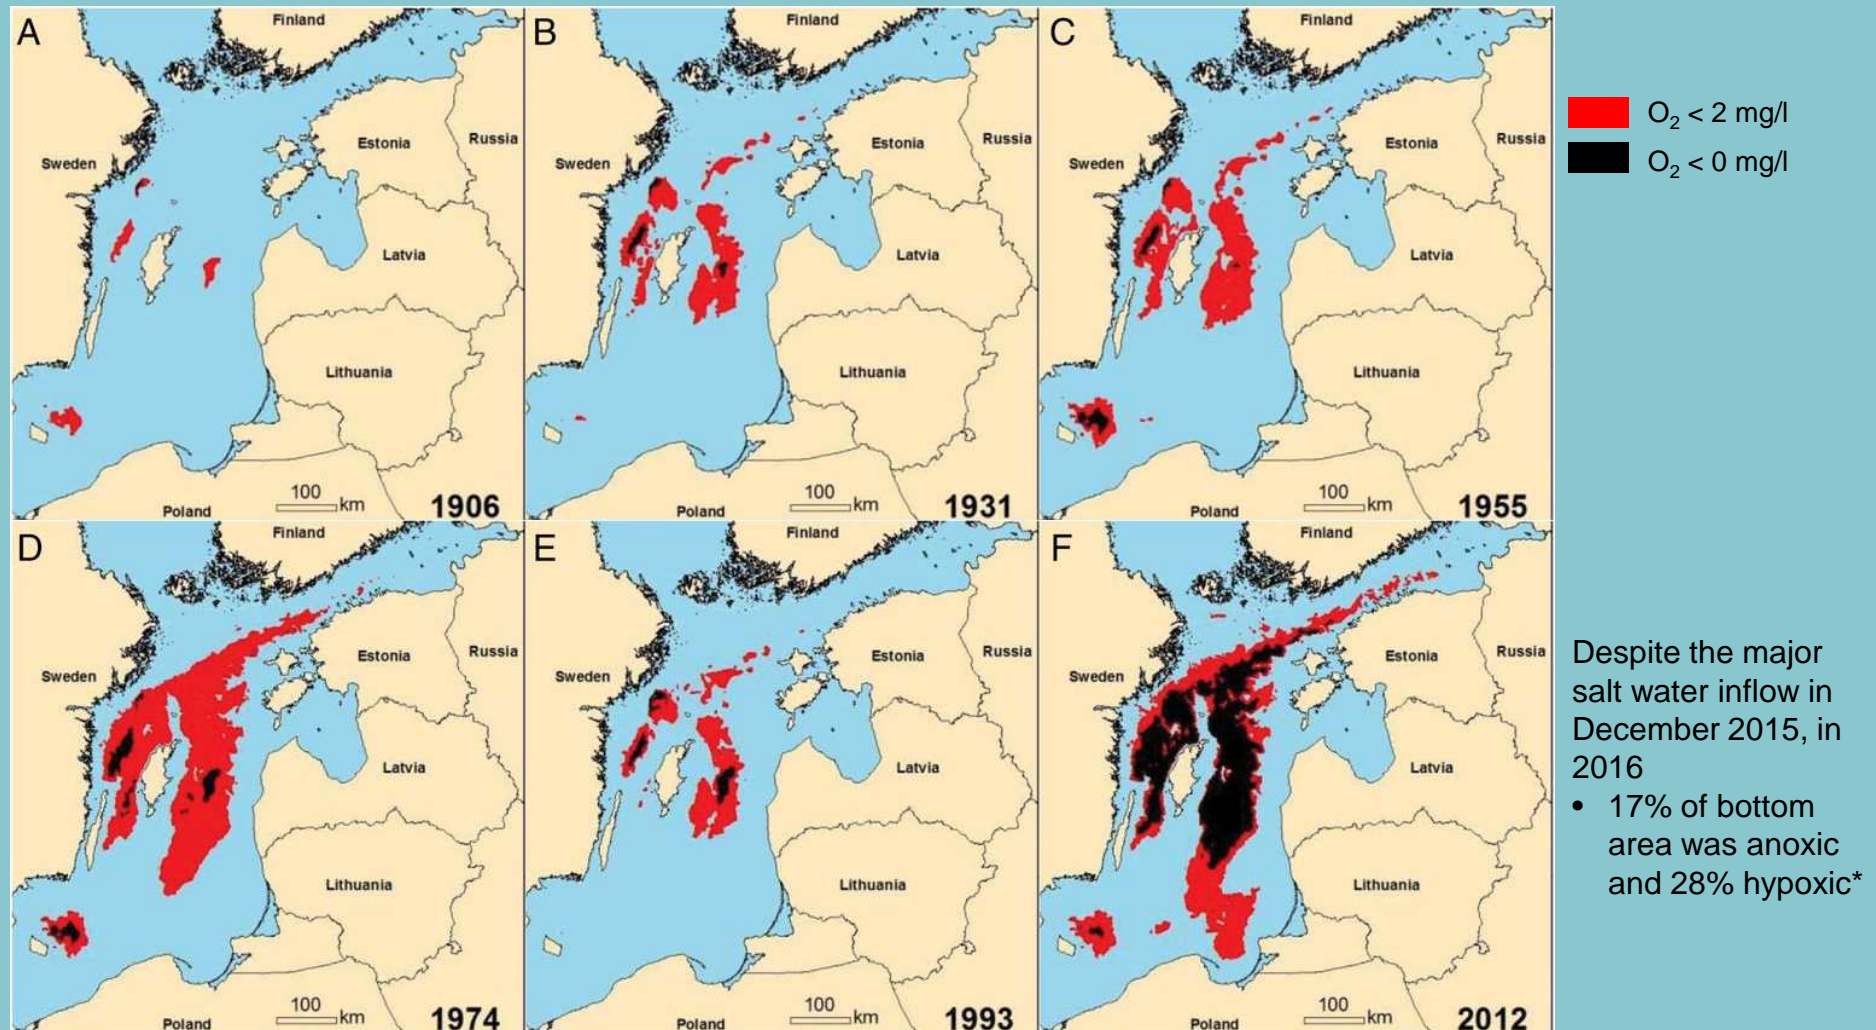 A
Finland
Sweden
Estonia
Russia
Latvia
Lithuania
Poland
100
km
1906
B
Finland
Sweden
Estonia
Russia
Latvia
Lithuania
Poland
100
km
1931
C
Finland
Sweden
Estonia
Russia
Latvia
Lithuania
Poland
100
km
1955
D
Finland
Sweden
Estonia
Russia
Latvia
Lithuania
Poland
100
km
1974
E
Finland
Sweden
Estonia
Russia
Latvia
Lithuania
Poland
100
km
1993
F
Finland
Sweden
Estonia
Russia
Latvia
Lithuania
Poland
100
km
2012
O₂ < 2 mg/l
O₂ < 0 mg/l
Despite the major
salt water inflow in
December 2015, in
2016
• 17% of bottom
area was anoxic
and 28% hypoxic*